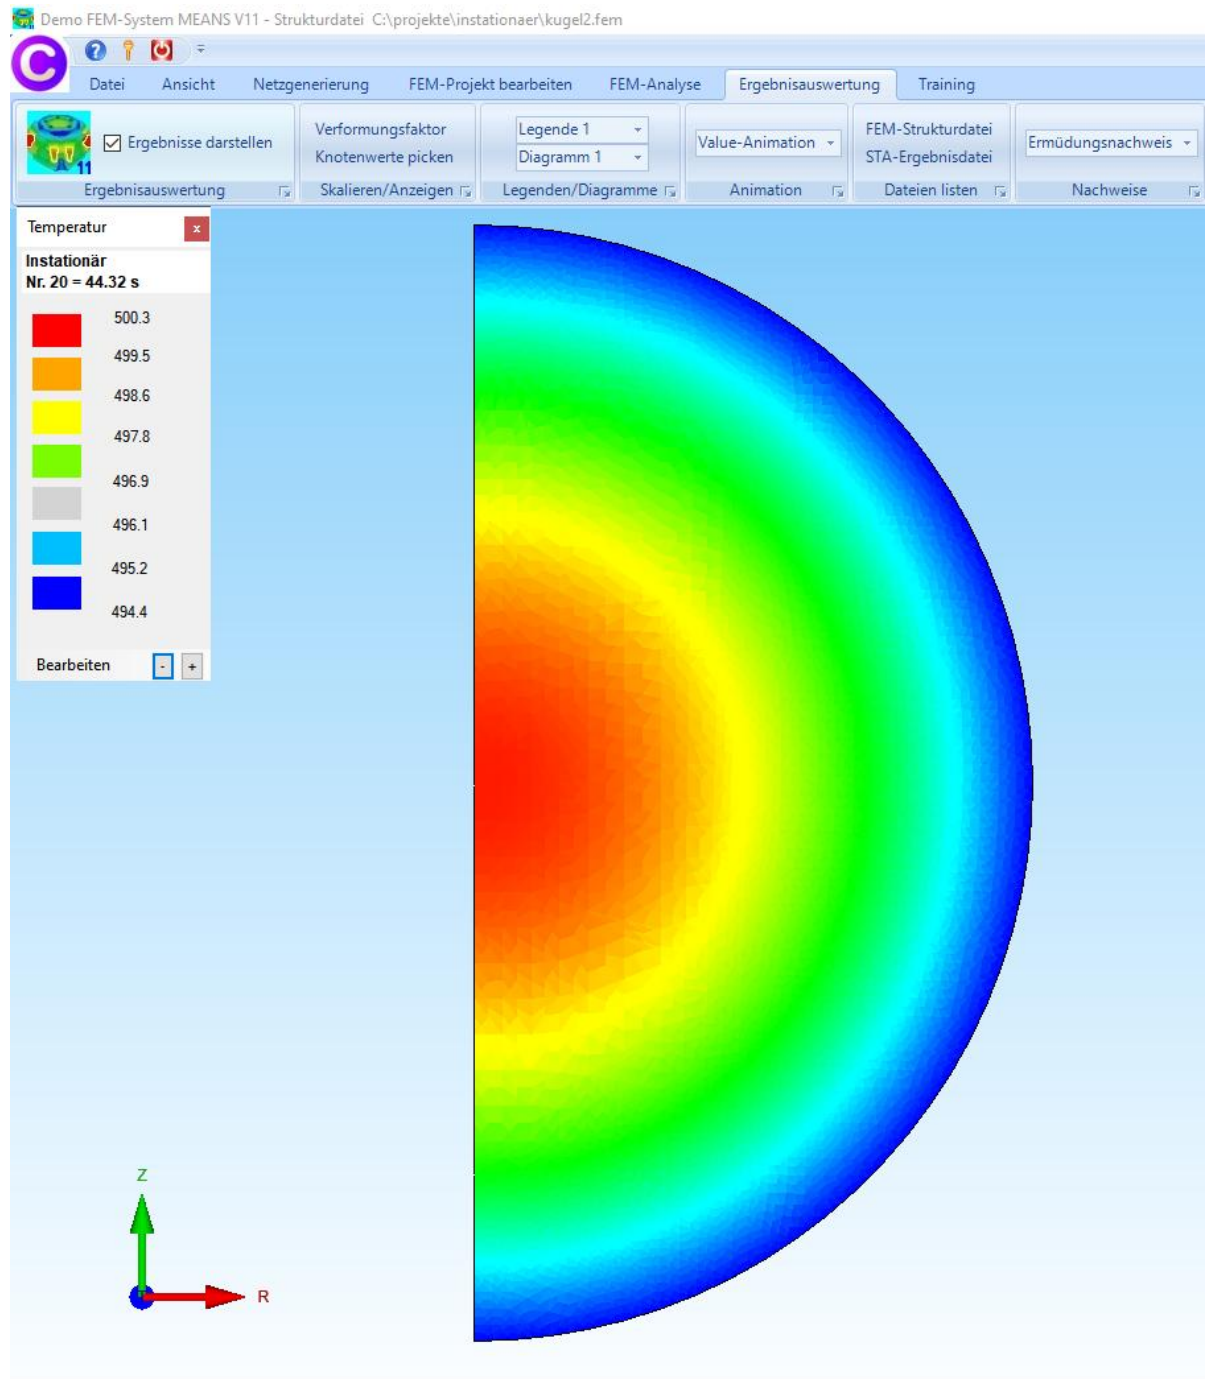 Demo FEM-System MEANS V11 - Strukturdatei C:\projekte\instationaer\kugel2.fem
C ?
Datei Ansicht Netzgenerierung FEM-Projekt bearbeiten FEM-Analyse Ergebnisauswertung Training
Verformungsfaktor Legende 1 FEM-Strukturdatei
11 Ergebnisse darstellen Value-Animation Ermüdungsnachweis
Knotenwerte picken Diagramm 1 STA-Ergebnisdatei
Ergebnisauswertung Skalieren/Anzeigen Legenden/Diagramme Animation Dateien listen Nachweise
Temperatur x
Instationär
Nr. 20 = 44.32 s
500.3
499.5
498.6
497.8
496.9
496.1
495.2
494.4
Bearbeiten - +
Z
R